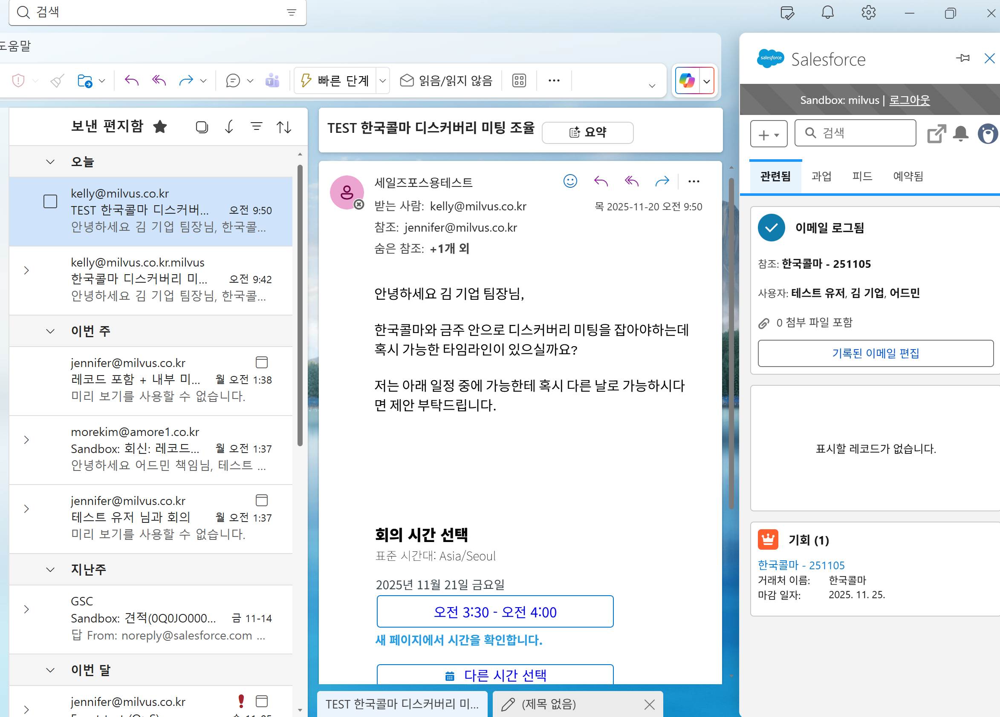 검색
도움말
빠른 단계
읽음/읽지 않음
보낸 편지함
오늘
kelly@milvus.co.kr
TEST 한국콜마 디스커버... 오전 9:50
안녕하세요 김 기업 팀장님, 한국콜...
kelly@milvus.co.kr.milvus
한국콜마 디스커버리 미... 오전 9:42
안녕하세요 김 기업 팀장님, 한국콜...
이번 주
jennifer@milvus.co.kr
레코드 포함 + 내부 미... 월 오전 1:38
미리 보기를 사용할 수 없습니다.
morekim@amore1.co.kr
Sandbox: 회신: 레코드... 월 오전 1:37
안녕하세요 어드민 책임님, 테스트 ...
jennifer@milvus.co.kr
테스트 유저 님과 회의 월 오전 1:37
미리 보기를 사용할 수 없습니다.
지난주
GSC
Sandbox: 견적(0Q0JO000... 금 11-14
답 From: noreply@salesforce.com ...
이번 달
jennifer@milvus.co.kr
TEST 한국콜마 디스커버리 미팅 조율
요약
세일즈포스용테스트
받는 사람: kelly@milvus.co.kr
목 2025-11-20 오전 9:50
참조: jennifer@milvus.co.kr
숨은 참조: +1개 외
안녕하세요 김 기업 팀장님,
한국콜마와 금주 안으로 디스커버리 미팅을 잡아야하는데
혹시 가능한 타임라인이 있으실까요?
저는 아래 일정 중에 가능한테 혹시 다른 날로 가능하시다
면 제안 부탁드립니다.
회의 시간 선택
표준 시간대: Asia/Seoul
2025년 11월 21일 금요일
오전 3:30 - 오전 4:00
새 페이지에서 시간을 확인합니다.
다른 시간 선택
TEST 한국콜마 디스커버리 미...
(제목 없음)
salesforce
Salesforce
Sandbox: milvus | 로그아웃
검색
관련됨 과업 피드 예약됨
이메일 로그됨
참조: 한국콜마 - 251105
사용자: 테스트 유저, 김 기업, 어드민
0 첨부 파일 포함
기록된 이메일 편집
표시할 레코드가 없습니다.
기회 (1)
한국콜마 - 251105
거래처 이름: 한국콜마
마감 일자: 2025. 11. 25.